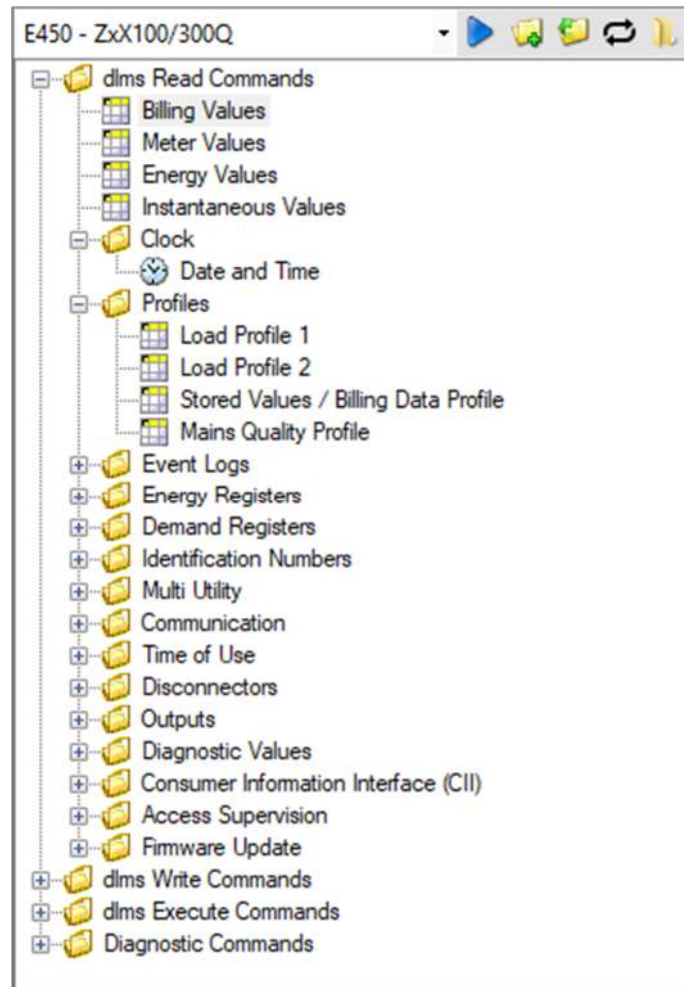 E450 - ZxX100/300Q
dlms Read Commands
Billing Values
Meter Values
Energy Values
Instantaneous Values
Clock
Date and Time
Profiles
Load Profile 1
Load Profile 2
Stored Values / Billing Data Profile
Mains Quality Profile
Event Logs
Energy Registers
Demand Registers
Identification Numbers
Multi Utility
Communication
Time of Use
Disconnectors
Outputs
Diagnostic Values
Consumer Information Interface (CII)
Access Supervision
Firmware Update
dlms Write Commands
dlms Execute Commands
Diagnostic Commands